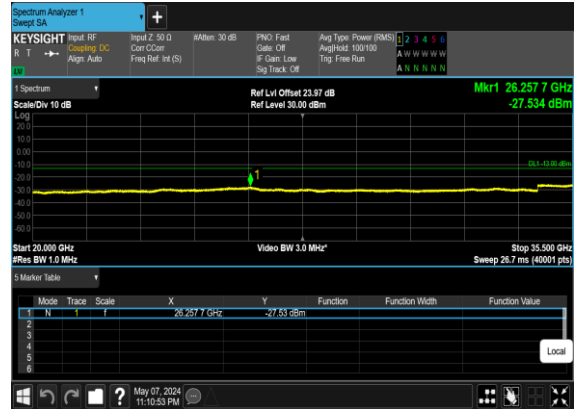 Spectrum Analyzer 1
Swept SA
KEYSIGHT Input: RF Input Z: 50 Ω #Atten: 30 dB PNO: Fast Avg Type: Power (RMS) 1 2 3 4 5 6
R T Coupling: DC Corr CCorr Gate: Off Avg|Hold: 100/100 A W W W W W
Align: Auto Freq Ref: Int (S) IF Gain: Low Trig: Free Run
LW Sig Track: Off A N N N N N
1 Spectrum Ref Lvl Offset 23.97 dB Mkr1 26.257 7 GHz
Scale/Div 10 dB Ref Level 30.00 dBm -27.534 dBm
Log
20.0
10.0
0.00
-10.0
DL1 -13.00 dBm
1
-20.0
-30.0
-40.0
-50.0
-60.0
Start 20.000 GHz Video BW 3.0 MHz* Stop 35.500 GHz
#Res BW 1.0 MHz Sweep 26.7 ms (40001 pts)
5 Marker Table
Mode Trace Scale X Y Function Function Width Function Value
1 N 1 f 26.257 7 GHz -27.53 dBm
2
3
4
5
6
Local
? May 07, 2024
11:10:53 PM